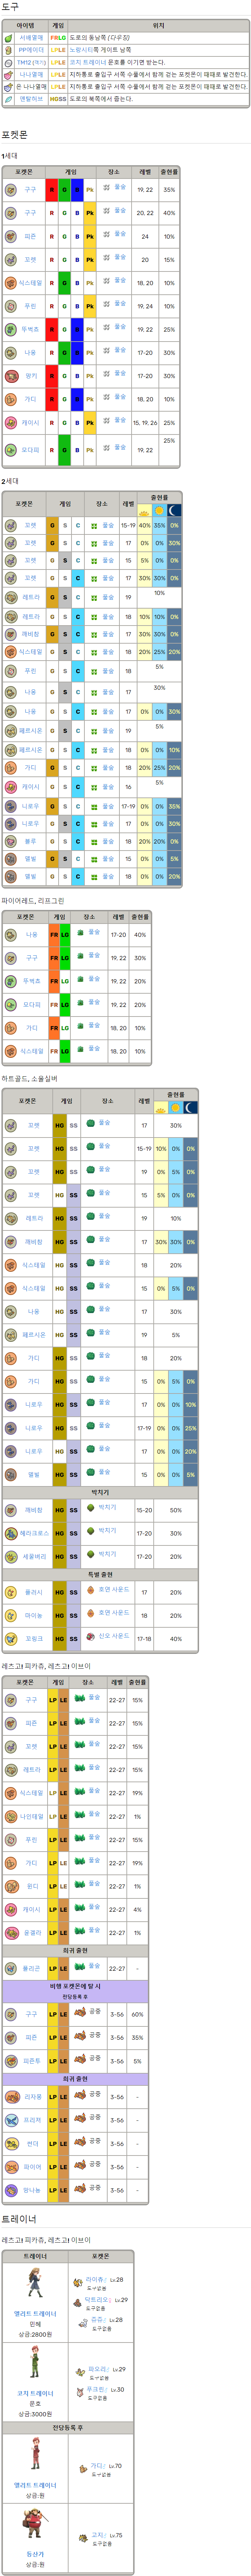 도구
아이템 게임 위치
서쉐열매 FRLG 도로의 동남쪽 (다루짐)
PP에이더 LPLE 노랑시티쪽 게이트 남쪽
LPLE 코치 트레이너 문호를 이기면 받는다.
나나열매 LPLE 지하통로 출입구 서쪽 수풀에서 함께 걷는 포켓몬이 때때로 발견한다.
은 나나열매 LPLE 지하통로 출입구 서쪽 수풀에서 함께 걷는 포켓몬이 때때로 발견한다.
멘탈허브 HGSS 도로의 북쪽에서 줍는다.
포켓몬
1세대
포켓몬 게임 장소 레벨 출현률
구구 R G B Pk 풀숲 19, 22 35%
구구 R G B Pk 풀숲 20, 22 40%
피죤 R G B Pk 풀숲 24 10%
꼬렛 R G B Pk 풀숲 20 15%
식스테일 R G B Pk 풀숲 18, 20 10%
푸린 R G B Pk 풀숲 19, 24 10%
뚜벅쵸 R G B Pk 풀숲 19, 22 25%
나옹 R G B Pk 풀숲 17-20 30%
망키 R G B Pk 풀숲 17-20 30%
가디 R G B Pk 풀숲 18, 20 10%
캐이시 R G B Pk 풀숲 15, 19, 26 25%
모다피 R G B Pk 풀숲 19, 22 25%
2세대
포켓몬 게임 장소 레벨 출현률
꼬렛 G S C 풀숲 15-19 40% 35% 0%
꼬렛 G S C 풀숲 17 0% 0% 30%
꼬렛 G S C 풀숲 15 5% 0% 0%
꼬렛 G S C 풀숲 17 30% 30% 0%
레트라 G S C 풀숲 19 10%
레트라 G S C 풀숲 18 10% 10% 0%
깨비참 G S C 풀숲 17 30% 30% 0%
식스테일 G S C 풀숲 18 20% 25% 20%
푸린 G S C 풀숲 18 5%
나옹 G S C 풀숲 17 30%
나옹 G S C 풀숲 17 0% 0% 30%
페르시온 G S C 풀숲 19 5%
페르시온 G S C 풀숲 18 0% 0% 10%
가디 G S C 풀숲 18 20% 25% 20%
캐이시 G S C 풀숲 16 5%
니로우 G S C 풀숲 17-19 0% 0% 35%
니로우 G S C 풀숲 17 0% 0% 30%
블루 G S C 풀숲 18 20% 20% 0%
델빌 G S C 풀숲 15 0% 0% 5%
델빌 G S C 풀숲 18 0% 0% 20%
파이어레드, 리프그린
포켓몬 게임 장소 레벨 출현률
나옹 FR LG 풀숲 17-20 40%
구구 FR LG 풀숲 19, 22 30%
뚜벅쵸 FR LG 풀숲 19, 22 20%
모다피 FR LG 풀숲 19, 22 20%
가디 FR LG 풀숲 18, 20 10%
식스테일 FR LG 풀숲 18, 20 10%
하트골드, 소울실버
포켓몬 게임 장소 레벨 출현률
꼬렛 HG SS 풀숲 17 30%
꼬렛 HG SS 풀숲 15-19 10% 0% 0%
꼬렛 HG SS 풀숲 19 0% 5% 0%
꼬렛 HG SS 풀숲 15 5% 0% 0%
레트라 HG SS 풀숲 19 10%
깨비참 HG SS 풀숲 17 30% 30% 0%
식스테일 HG SS 풀숲 18 20%
식스테일 HG SS 풀숲 15 0% 5% 0%
나옹 HG SS 풀숲 17 30%
페르시온 HG SS 풀숲 19 5%
가디 HG SS 풀숲 18 20%
가디 HG SS 풀숲 15 0% 5% 0%
니로우 HG SS 풀숲 17 0% 0% 10%
니로우 HG SS 풀숲 17-19 0% 0% 25%
니로우 HG SS 풀숲 17 0% 0% 20%
델빌 HG SS 풀숲 15 0% 0% 5%
박치기
깨비참 HG SS 박치기 15-20 50%
헤라크로스 HG SS 박치기 17-20 30%
세꿀버리 HG SS 박치기 17-20 20%
특별 출현
플러시 HG SS 호연 사운드 17 20%
마이농 HG SS 호연 사운드 18 20%
꼬링크 HG SS 신오 사운드 17-18 40%
레츠고! 피카츄, 레츠고! 이브이
포켓몬 게임 장소 레벨 출현률
구구 LP LE 풀숲 22-27 15%
피죤 LP LE 풀숲 22-27 15%
꼬렛 LP LE 풀숲 22-27 15%
레트라 LP LE 풀숲 22-27 15%
식스테일 LP LE 풀숲 22-27 19%
나인테일 LP LE 풀숲 22-27 1%
푸린 LP LE 풀숲 22-27 15%
가디 LP LE 풀숲 22-27 19%
윈디 LP LE 풀숲 22-27 1%
캐이시 LP LE 풀숲 22-27 4%
윤겔라 LP LE 풀숲 22-27 1%
희귀 출현
폴리곤 LP LE 풀숲 22-27 -
비행 포켓몬에 탈 시
전당등록 후
구구 LP LE 공중 3-56 60%
피죤 LP LE 공중 3-56 35%
피죤투 LP LE 공중 3-56 5%
희귀 출현
리자몽 LP LE 공중 3-56 -
프리져 LP LE 공중 3-56 -
썬더 LP LE 공중 3-56 -
파이어 LP LE 공중 3-56 -
망나뇽 LP LE 공중 3-56 -
트레이너
레츠고! 피카츄, 레츠고! 이브이
트레이너 포켓몬
엘리트 트레이너
민해
상금:2800원
라이츄♂ Lv.28
도구없음
닥트리오♀ Lv.29
도구없음
쥬쥬♂ Lv.28
도구없음
코치 트레이너
문호
상금:3000원
파오리♂ Lv.29
도구없음
푸크린♂ Lv.30
도구없음
전당등록 후
엘리트 트레이너
상금:원
가디♂ Lv.70
도구없음
등산가
상금:원
고지♂ Lv.75
도구없음